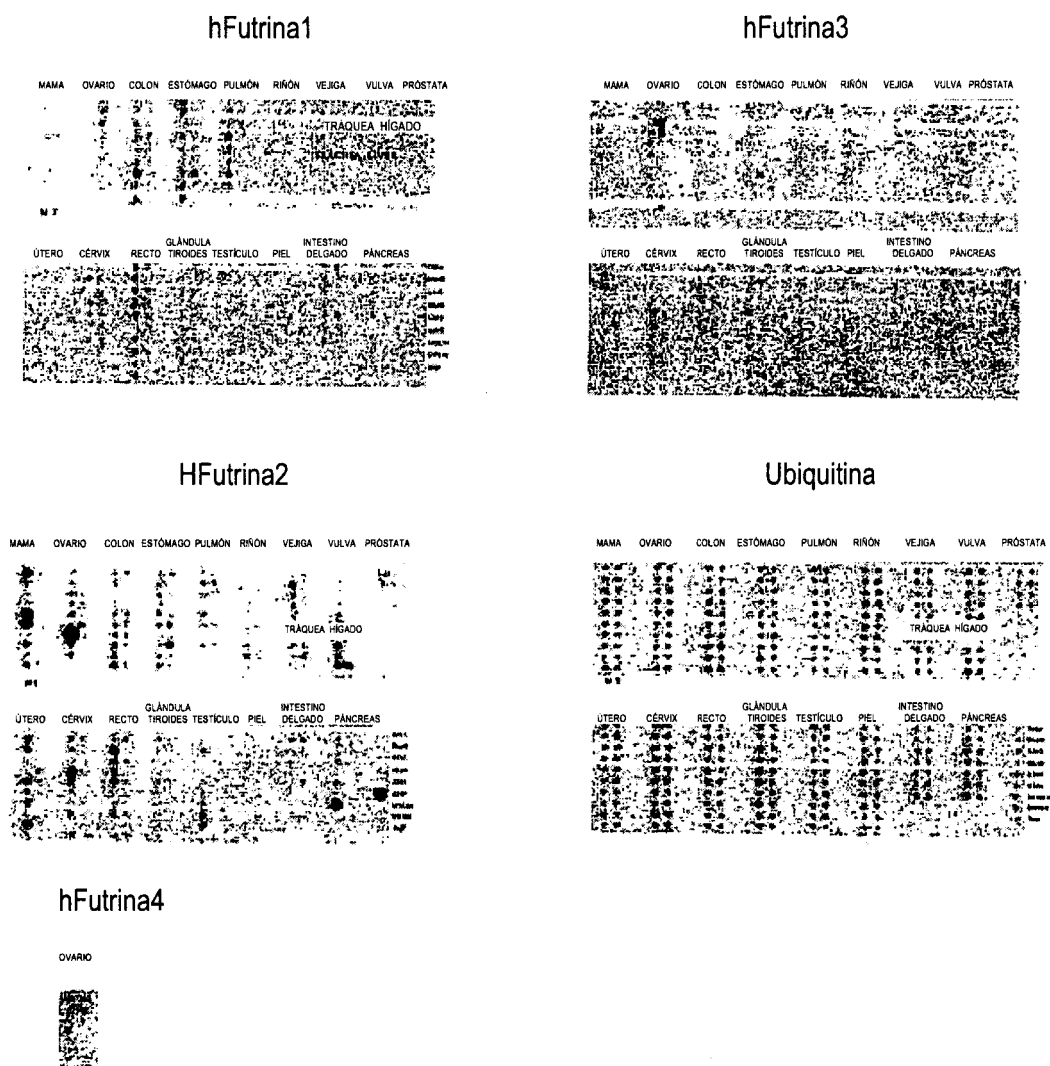 hFutrina1
MAMA OVARIO COLON ESTÓMAGO PULMÓN RIÑÓN VEJIGA VULVA PRÓSTATA
TRÁQUEA HÍGADO
GLÁNDULA INTESTINO
ÚTERO CÉRVIX RECTO TIROIDES TESTÍCULO PIEL DELGADO PÁNCREAS
hFutrina3
MAMA OVARIO COLON ESTÓMAGO PULMÓN RIÑÓN VEJIGA VULVA PRÓSTATA
GLÁNDULA INTESTINO
ÚTERO CÉRVIX RECTO TIROIDES TESTÍCULO PIEL DELGADO PÁNCREAS
HFutrina2
MAMA OVARIO COLON ESTÓMAGO PULMÓN RIÑÓN VEJIGA VULVA PRÓSTATA
TRÁQUEA HÍGADO
GLÁNDULA INTESTINO
ÚTERO CÉRVIX RECTO TIROIDES TESTÍCULO PIEL DELGADO PÁNCREAS
Ubiquitina
MAMA OVARIO COLON ESTÓMAGO PULMÓN RIÑÓN VEJIGA VULVA PRÓSTATA
TRÁQUEA HÍGADO
GLÁNDULA INTESTINO
ÚTERO CÉRVIX RECTO TIROIDES TESTÍCULO PIEL DELGADO PÁNCREAS
hFutrina4
OVARIO